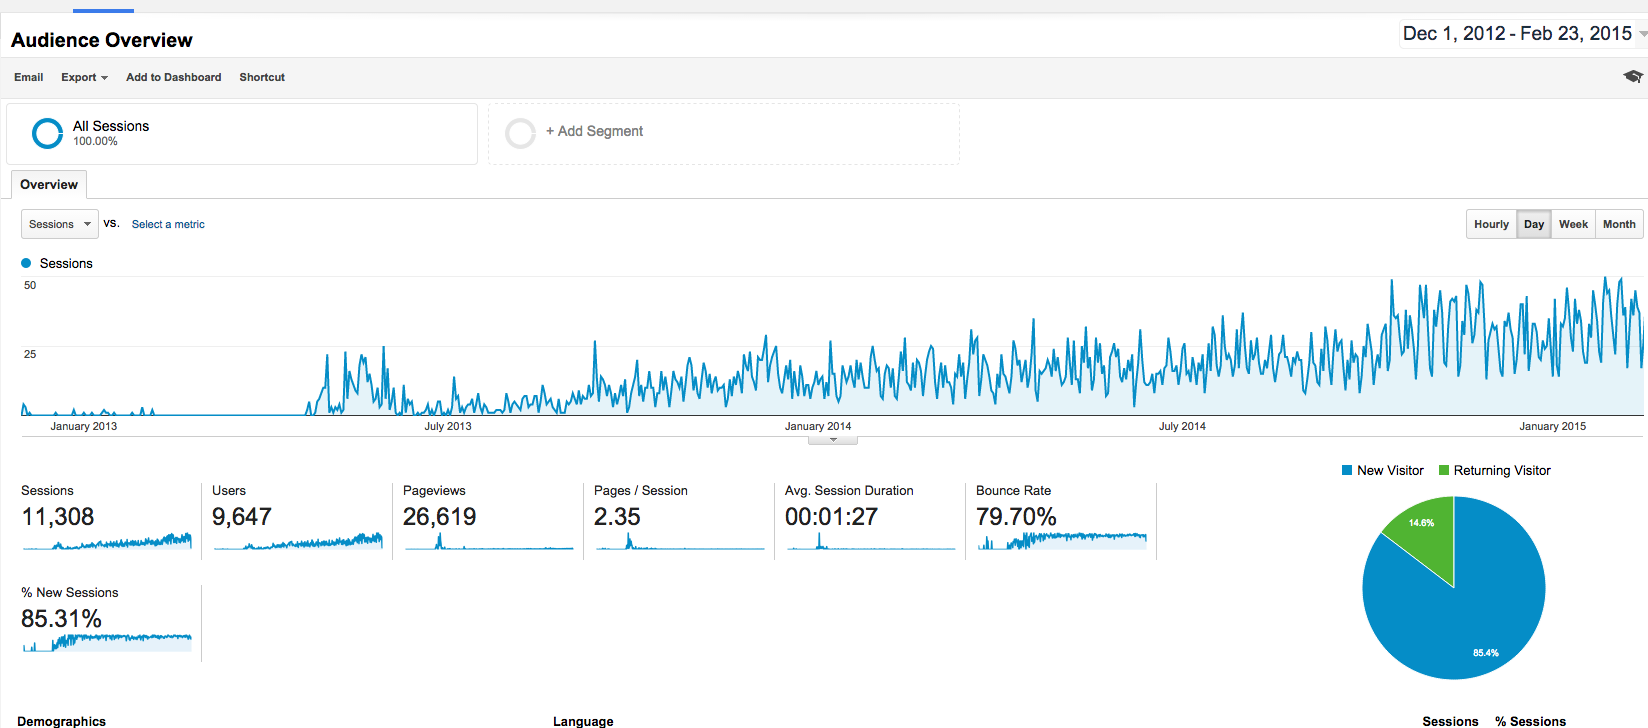 Audience Overview
Dec 1, 2012 - Feb 23, 2015
Email Export Add to Dashboard Shortcut
All Sessions
100.00%
+ Add Segment
Overview
Sessions VS. Select a metric
Hourly Day Week Month
Sessions
50
25
January 2013 July 2013 January 2014 July 2014 January 2015
New Visitor Returning Visitor
Sessions Users Pageviews Pages / Session Avg. Session Duration Bounce Rate
11,308 9,647 26,619 2.35 00:01:27 79.70%
14.6%
% New Sessions
85.31%
85.4%
Demographics Language Sessions % Sessions